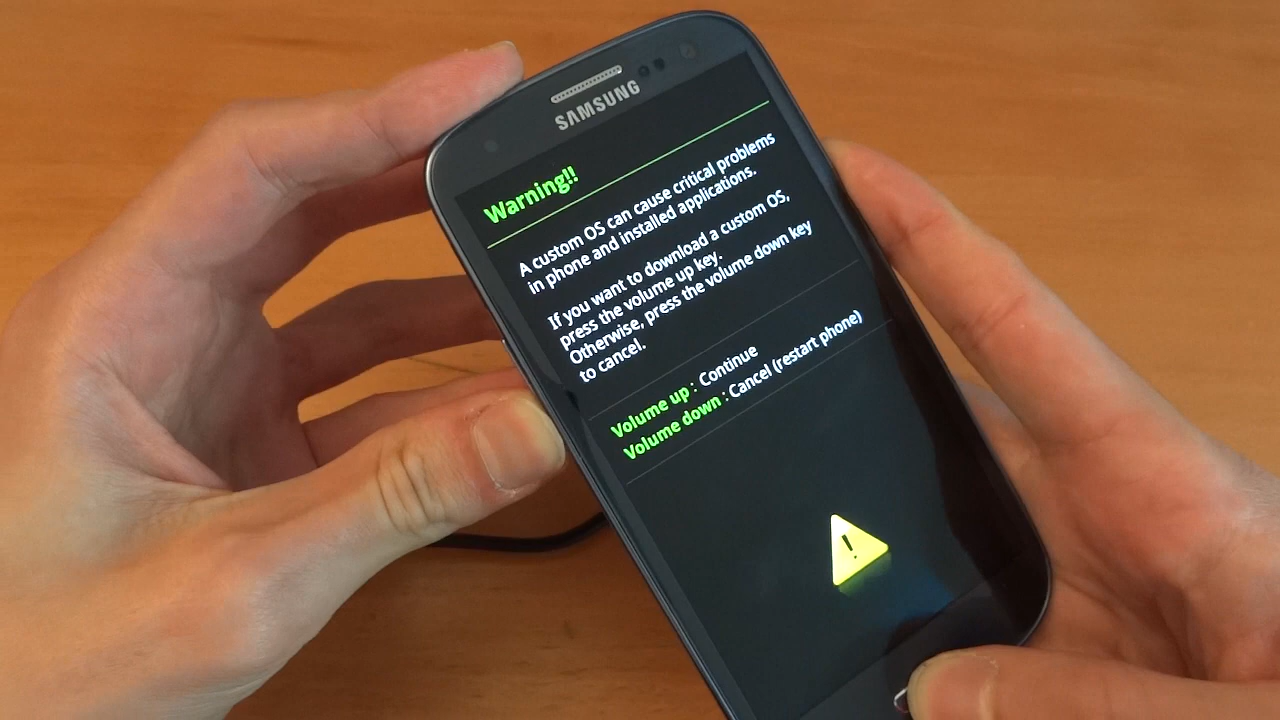 SAMSUNG
Warning!!
A custom OS can cause critical problems
in phone and installed applications.
If you want to download a custom OS,
press the volume up key.
Otherwise, press the volume down key
to cancel.
Volume up : Continue
Volume down : Cancel (restart phone)
!